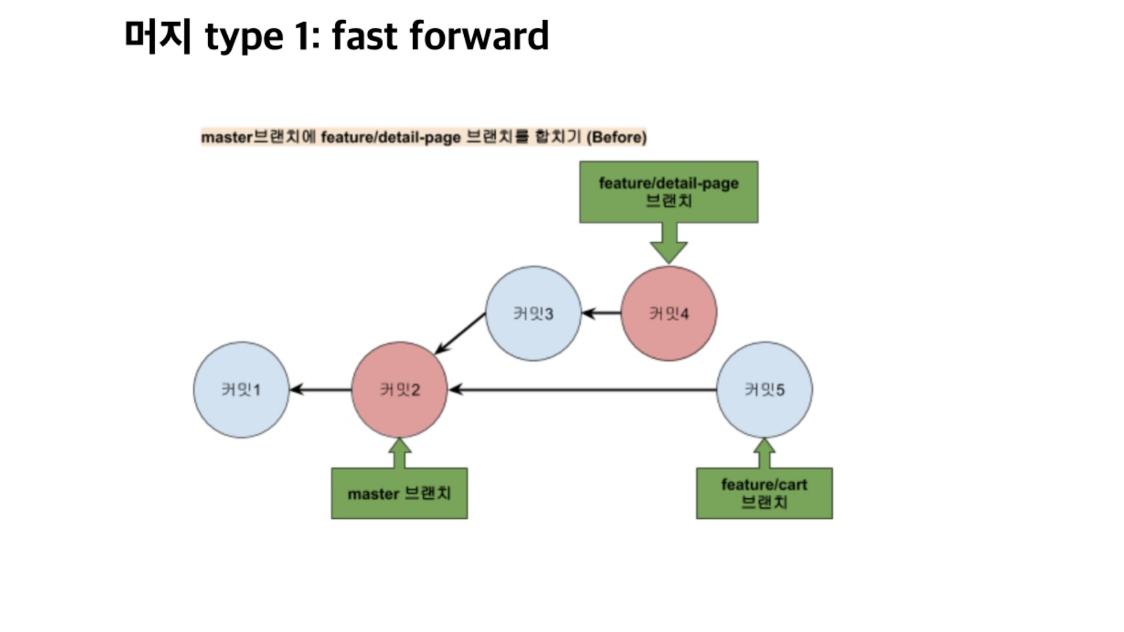 머지 type 1: fast forward
master브랜치에 feature/detail-page 브랜치를 합치기 (Before)
feature/detail-page
브랜치
커밋3
커밋4
커밋1
커밋2
커밋5
master 브랜치
feature/cart
브랜치